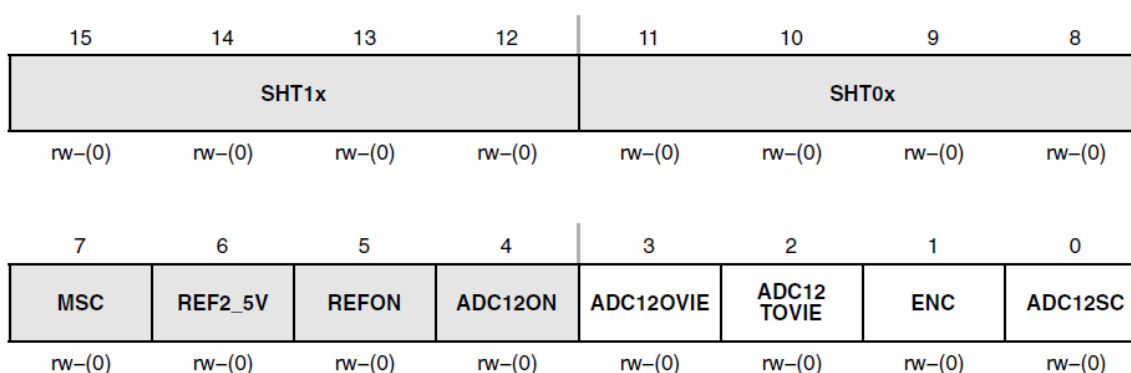 15 14 13 12 11 10 9 8
SHT1x SHT0x
rw–(0) rw–(0) rw–(0) rw–(0) rw–(0) rw–(0) rw–(0) rw–(0)
7 6 5 4 3 2 1 0
MSC REF2_5V REFON ADC12ON ADC12OVIE ADC12 TOVIE ENC ADC12SC
rw–(0) rw–(0) rw–(0) rw–(0) rw–(0) rw–(0) rw–(0) rw–(0)